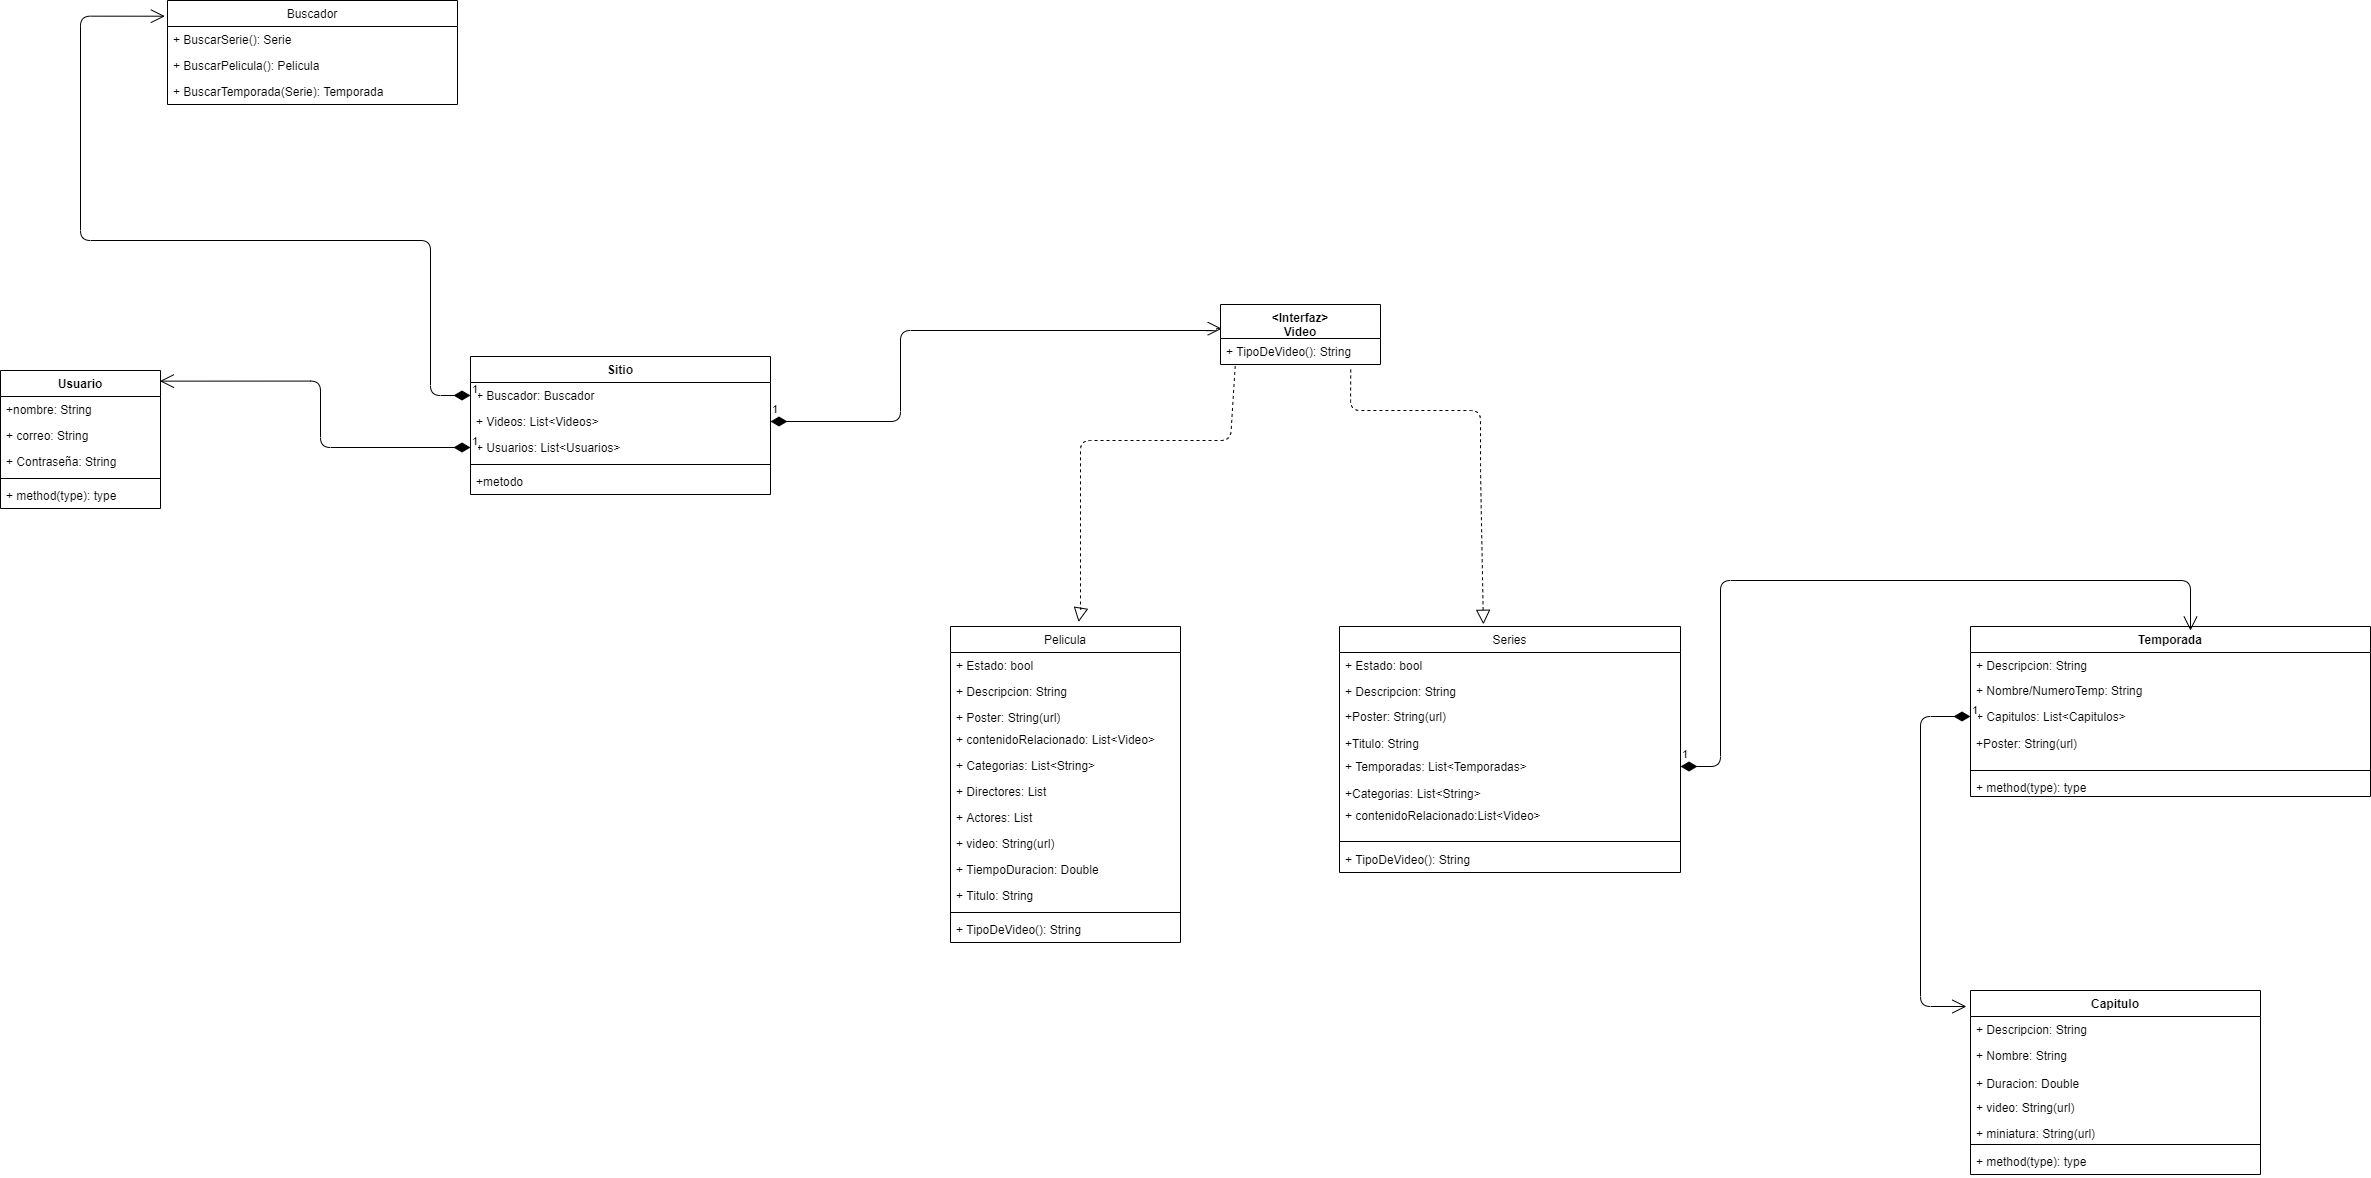 Buscador
+ BuscarSerie(): Serie
+ BuscarPelicula(): Pelicula
+ BuscarTemporada(Serie): Temporada
<Interfaz>
Video
+ TipoDeVideo(): String
Usuario
+nombre: String
+ correo: String
+ Contraseña: String
+ method(type): type
Sitio
1
+ Buscador: Buscador
+ Videos: List<Videos>
1
1
+ Usuarios: List<Usuarios>
+metodo
Pelicula
+ Estado: bool
+ Descripcion: String
+ Poster: String(url)
+ contenidoRelacionado: List<Video>
+ Categorias: List<String>
+ Directores: List
+ Actores: List
+ video: String(url)
+ TiempoDuracion: Double
+ Titulo: String
+ TipoDeVideo(): String
Series
+ Estado: bool
+ Descripcion: String
+Poster: String(url)
+Titulo: String
+ Temporadas: List<Temporadas>
1
+Categorias: List<String>
+ contenidoRelacionado:List<Video>
+ TipoDeVideo(): String
Temporada
+ Descripcion: String
+ Nombre/NumeroTemp: String
1
+ Capitulos: List<Capitulos>
+Poster: String(url)
+ method(type): type
Capitulo
+ Descripcion: String
+ Nombre: String
+ Duracion: Double
+ video: String(url)
+ miniatura: String(url)
+ method(type): type